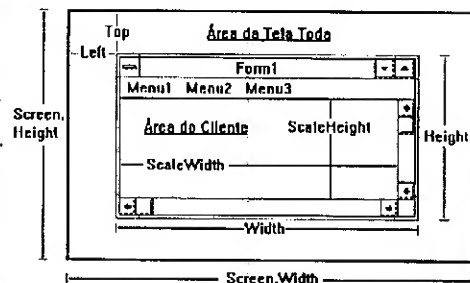 Top
Área da Tela Toda
Left
Form1
Menu1 Menu2 Menu3
Screen.
Height
Área do Cliente
ScaleHeight
Height
ScaleWidth
Width
Screen.Width